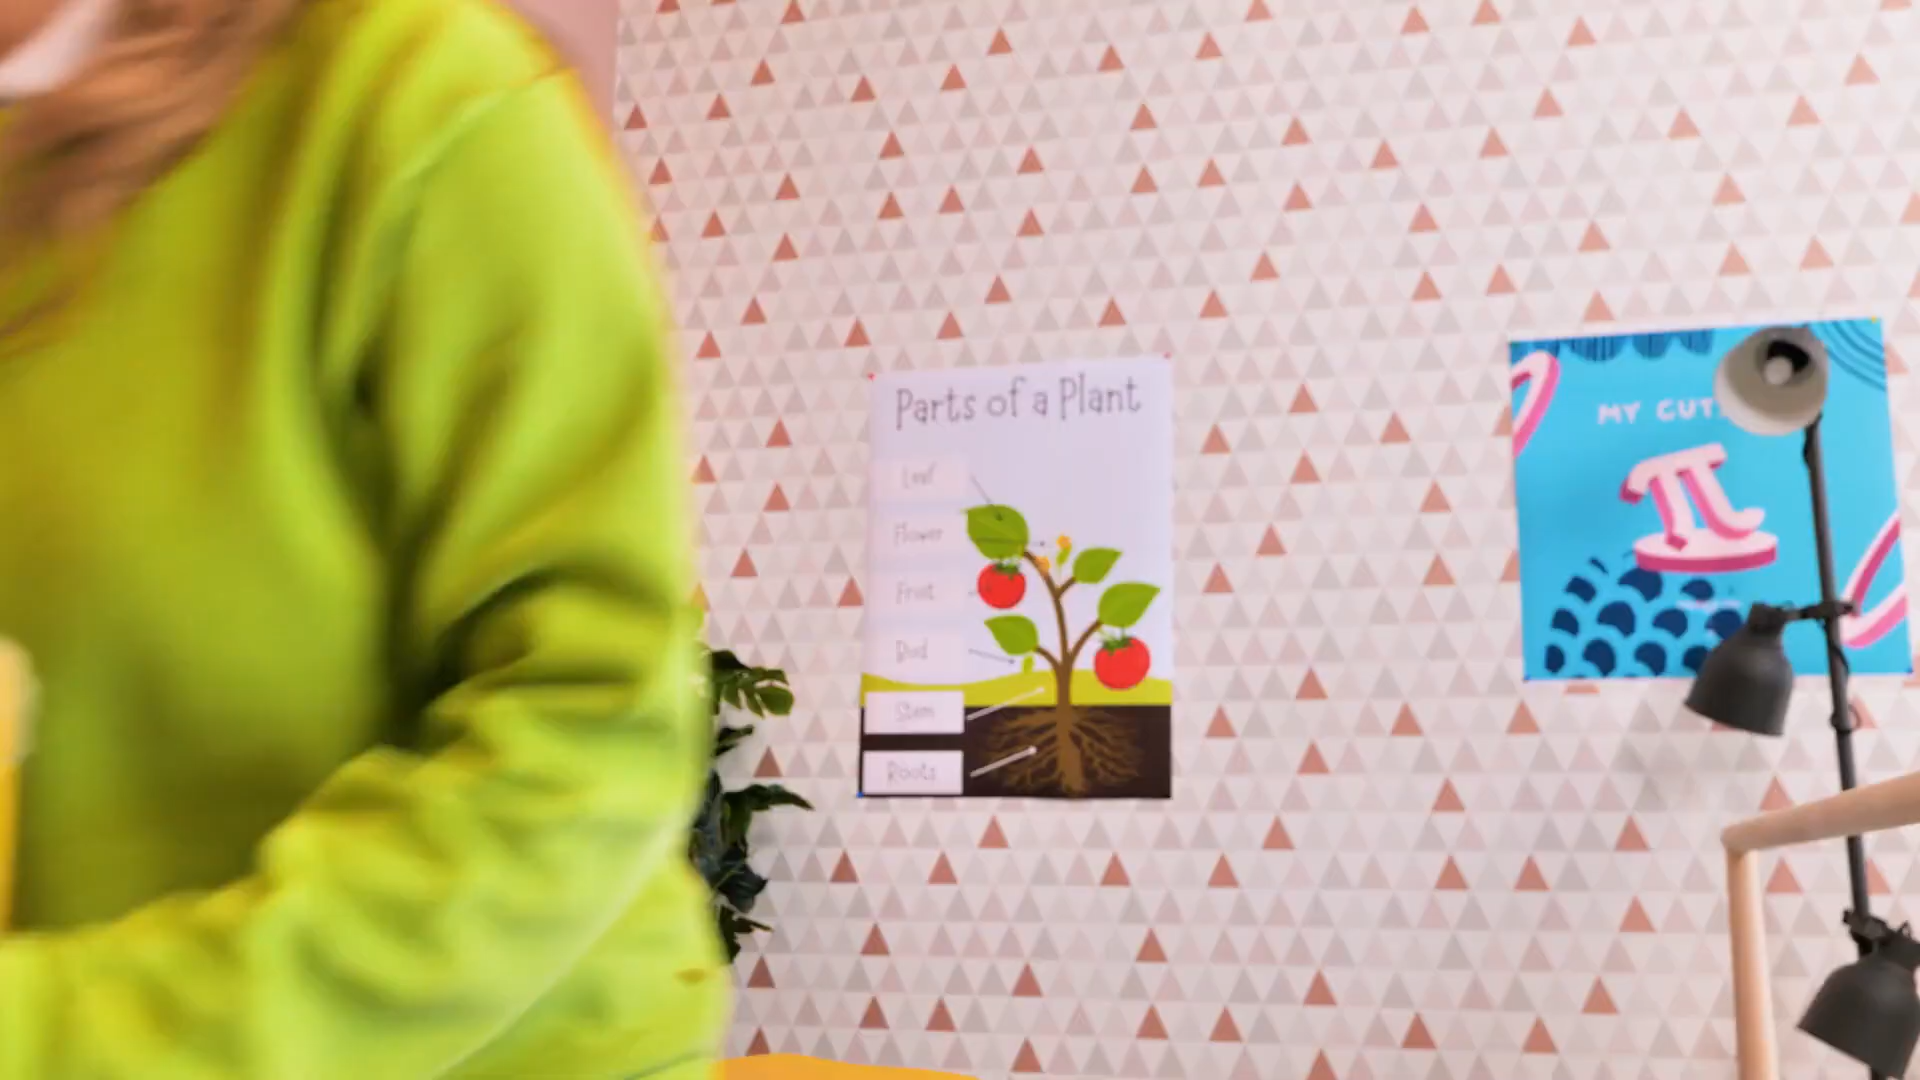 Parts of a Plant
Leaf
Flower
Fruit
Bud
Stem
Roots
MY CUT
π